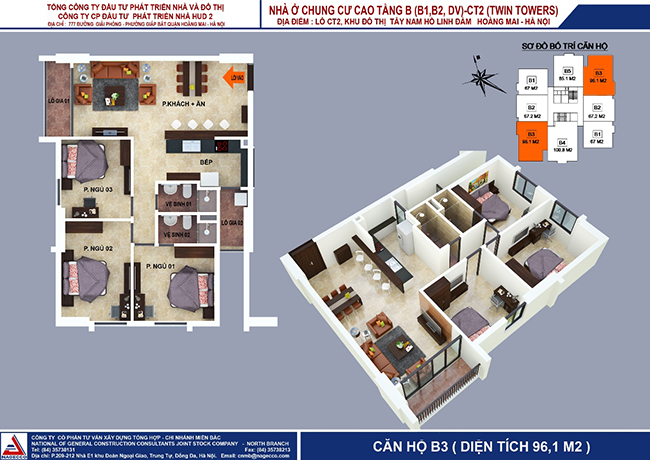 TỔNG CÔNG TY ĐẦU TƯ PHÁT TRIỂN NHÀ VÀ ĐÔ THỊ
CÔNG TY CP ĐẦU TƯ PHÁT TRIỂN NHÀ HUD 2
ĐỊA CHỈ : 777 ĐƯỜNG GIẢI PHÓNG - PHƯỜNG GIÁP BÁT QUẬN HOÀNG MAI - HÀ NỘI
NHÀ Ở CHUNG CƯ CAO TẦNG B (B1,B2, DV)-CT2 (TWIN TOWERS)
ĐỊA ĐIỂM : LÔ CT2, KHU ĐÔ THỊ TÂY NAM HỒ LINH ĐÀM HOÀNG MAI - HÀ NỘI
SƠ ĐỒ BỐ TRÍ CĂN HỘ
B1
67 M2
B5
85.1 M2
B3
96.1 M2
B2
67.2 M2
B2
67.2 M2
B3
96.1 M2
B4
100.9 M2
B1
67 M2
LÔ GIA 01
P.KHÁCH + ĂN
LỐI VÀO
BẾP
P. NGỦ 03
VỆ SINH 01
LÔ GIA 02
VỆ SINH 02
P. NGỦ 02
P. NGỦ 01
NAGECCO
CÔNG TY CỔ PHẦN TƯ VẤN XÂY DỰNG TỔNG HỢP - CHI NHÁNH MIỀN BẮC
NATIONAL OF GENERAL CONSTRUCTION CONSULTANTS JOINT STOCK COMPANY - NORTH BRANCH
Tel: (84) 35738131 Fax: (84) 35738213
Địa chỉ: P.209-212 Nhà E1 khu Đoàn Ngoại Giao, Trung Tự, Đống Đa, Hà Nội. Email: cnmb@nagecco.com
CĂN HỘ B3 ( DIỆN TÍCH 96,1 M2 )